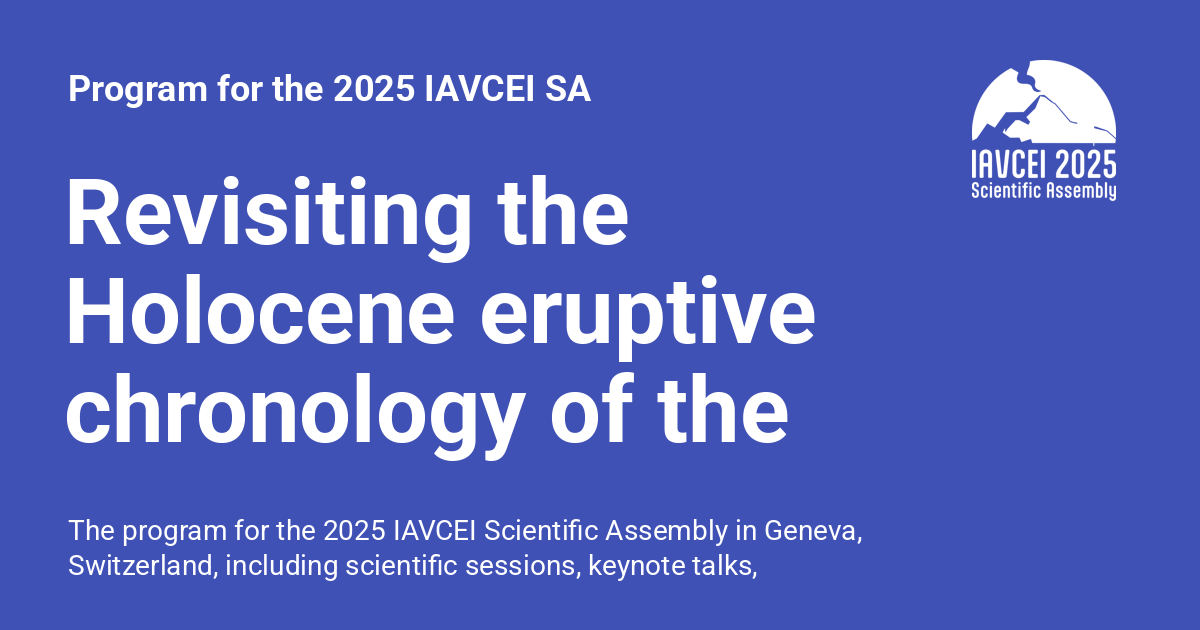 Program for the 2025 IAVCEI SA
IAVCEI 2025
Scientific Assembly
Revisiting the
Holocene eruptive
chronology of the
The program for the 2025 IAVCEI Scientific Assembly in Geneva,
Switzerland, including scientific sessions, keynote talks,